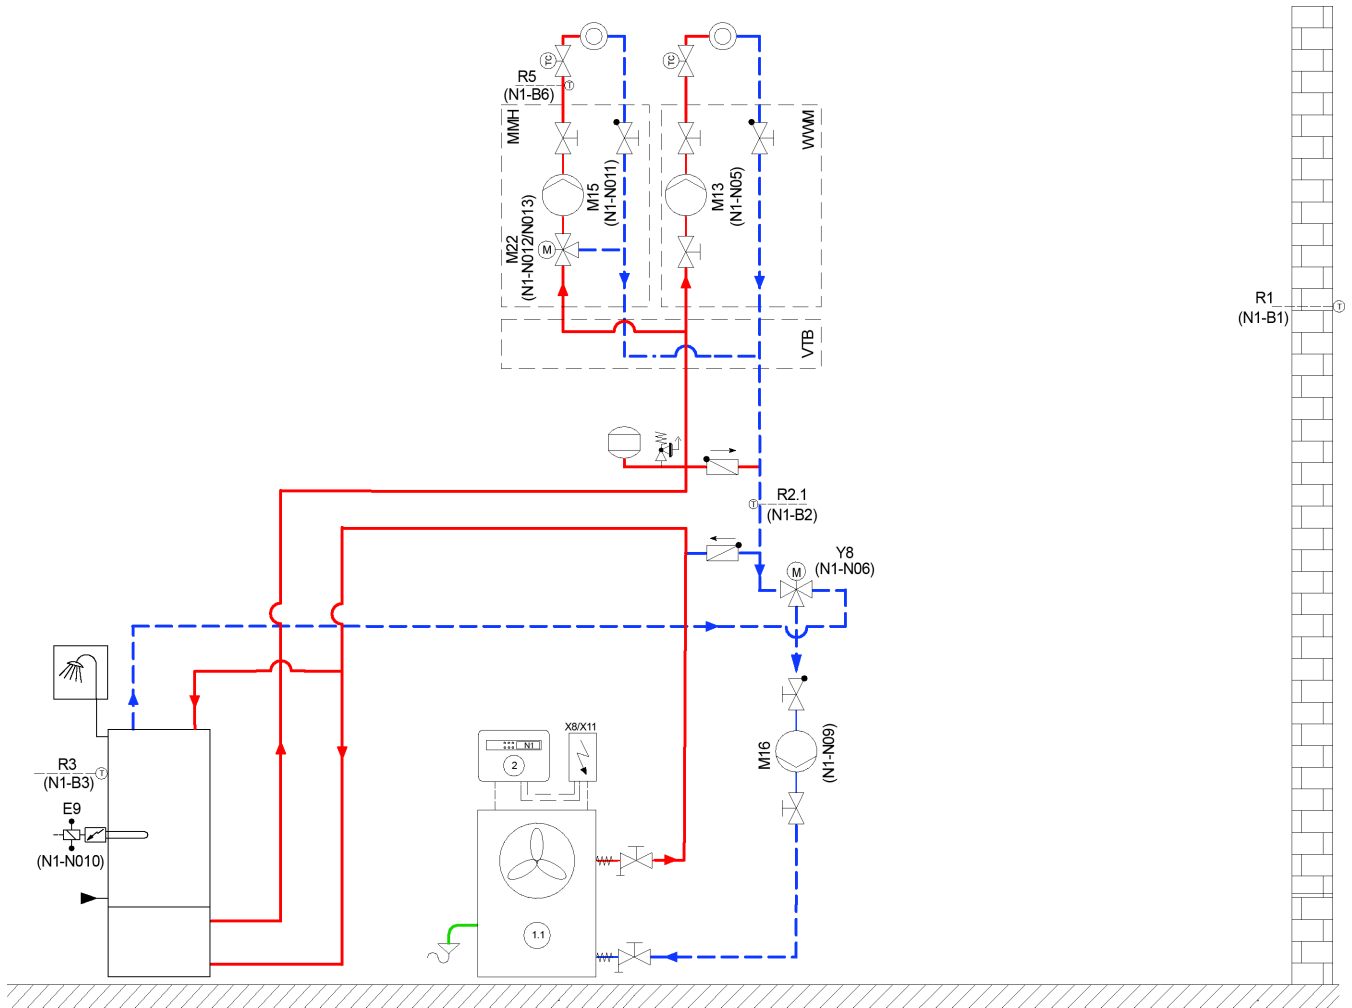 TC
TC
R5
(N1-B6)
T
MMH
WWM
M15
(N1-N011)
M13
(N1-N05)
M22
(N1-N012/N013)
M
R1
(N1-B1)
T
VTB
R2.1
(N1-B2)
T
Y8
(N1-N06)
M
R3
(N1-B3)
T
E9
(N1-N010)
X8/X11
N1
2
M16
(N1-N09)
1.1